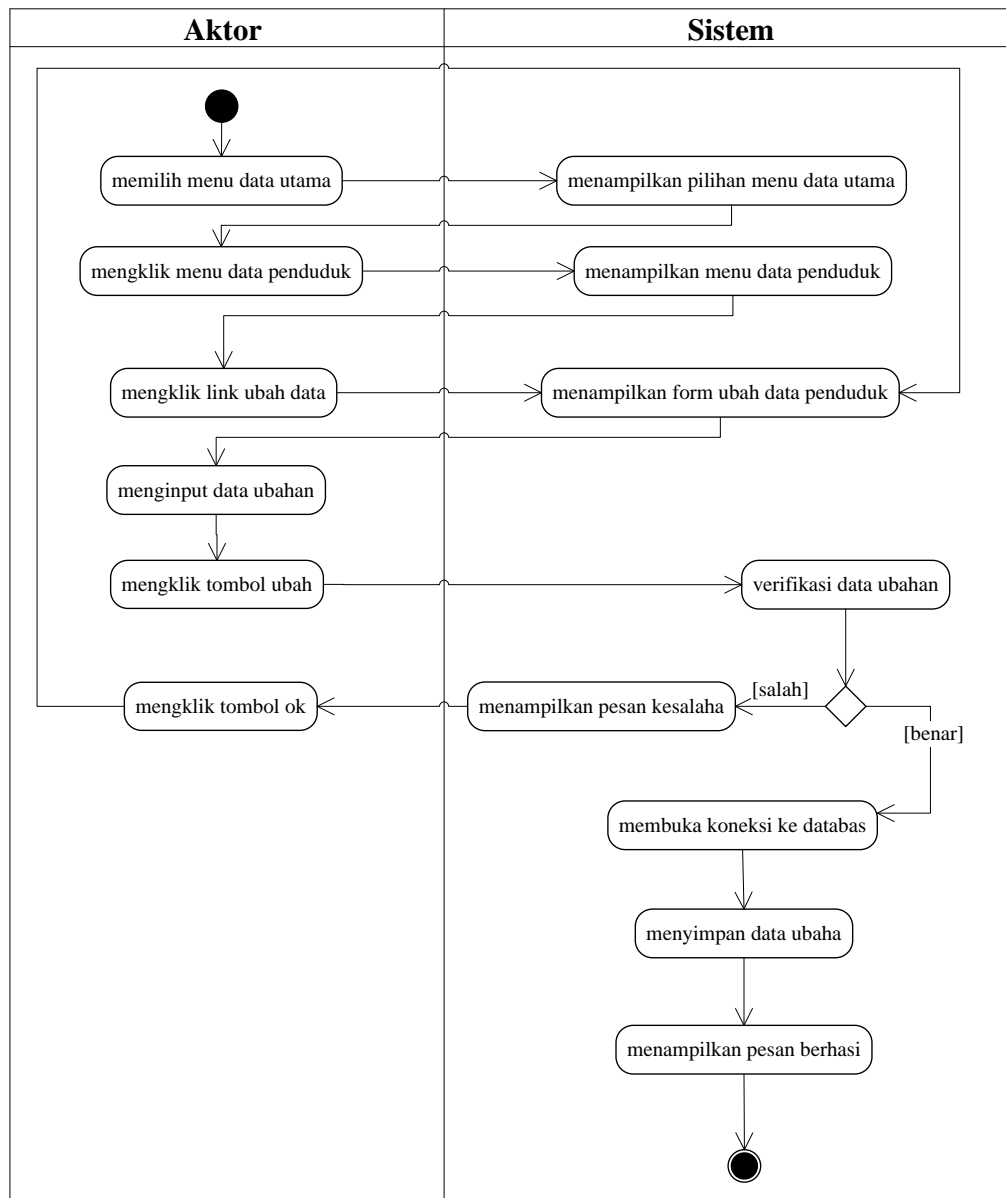 Aktor
Sistem
memilih menu data utama
menampilkan pilihan menu data utama
mengklik menu data penduduk
menampilkan menu data penduduk
mengklik link ubah data
menampilkan form ubah data penduduk
menginput data ubahan
mengklik tombol ubah
verifikasi data ubahan
[salah]
mengklik tombol ok
menampilkan pesan kesalaha
[benar]
membuka koneksi ke databas
menyimpan data ubaha
menampilkan pesan berhasi